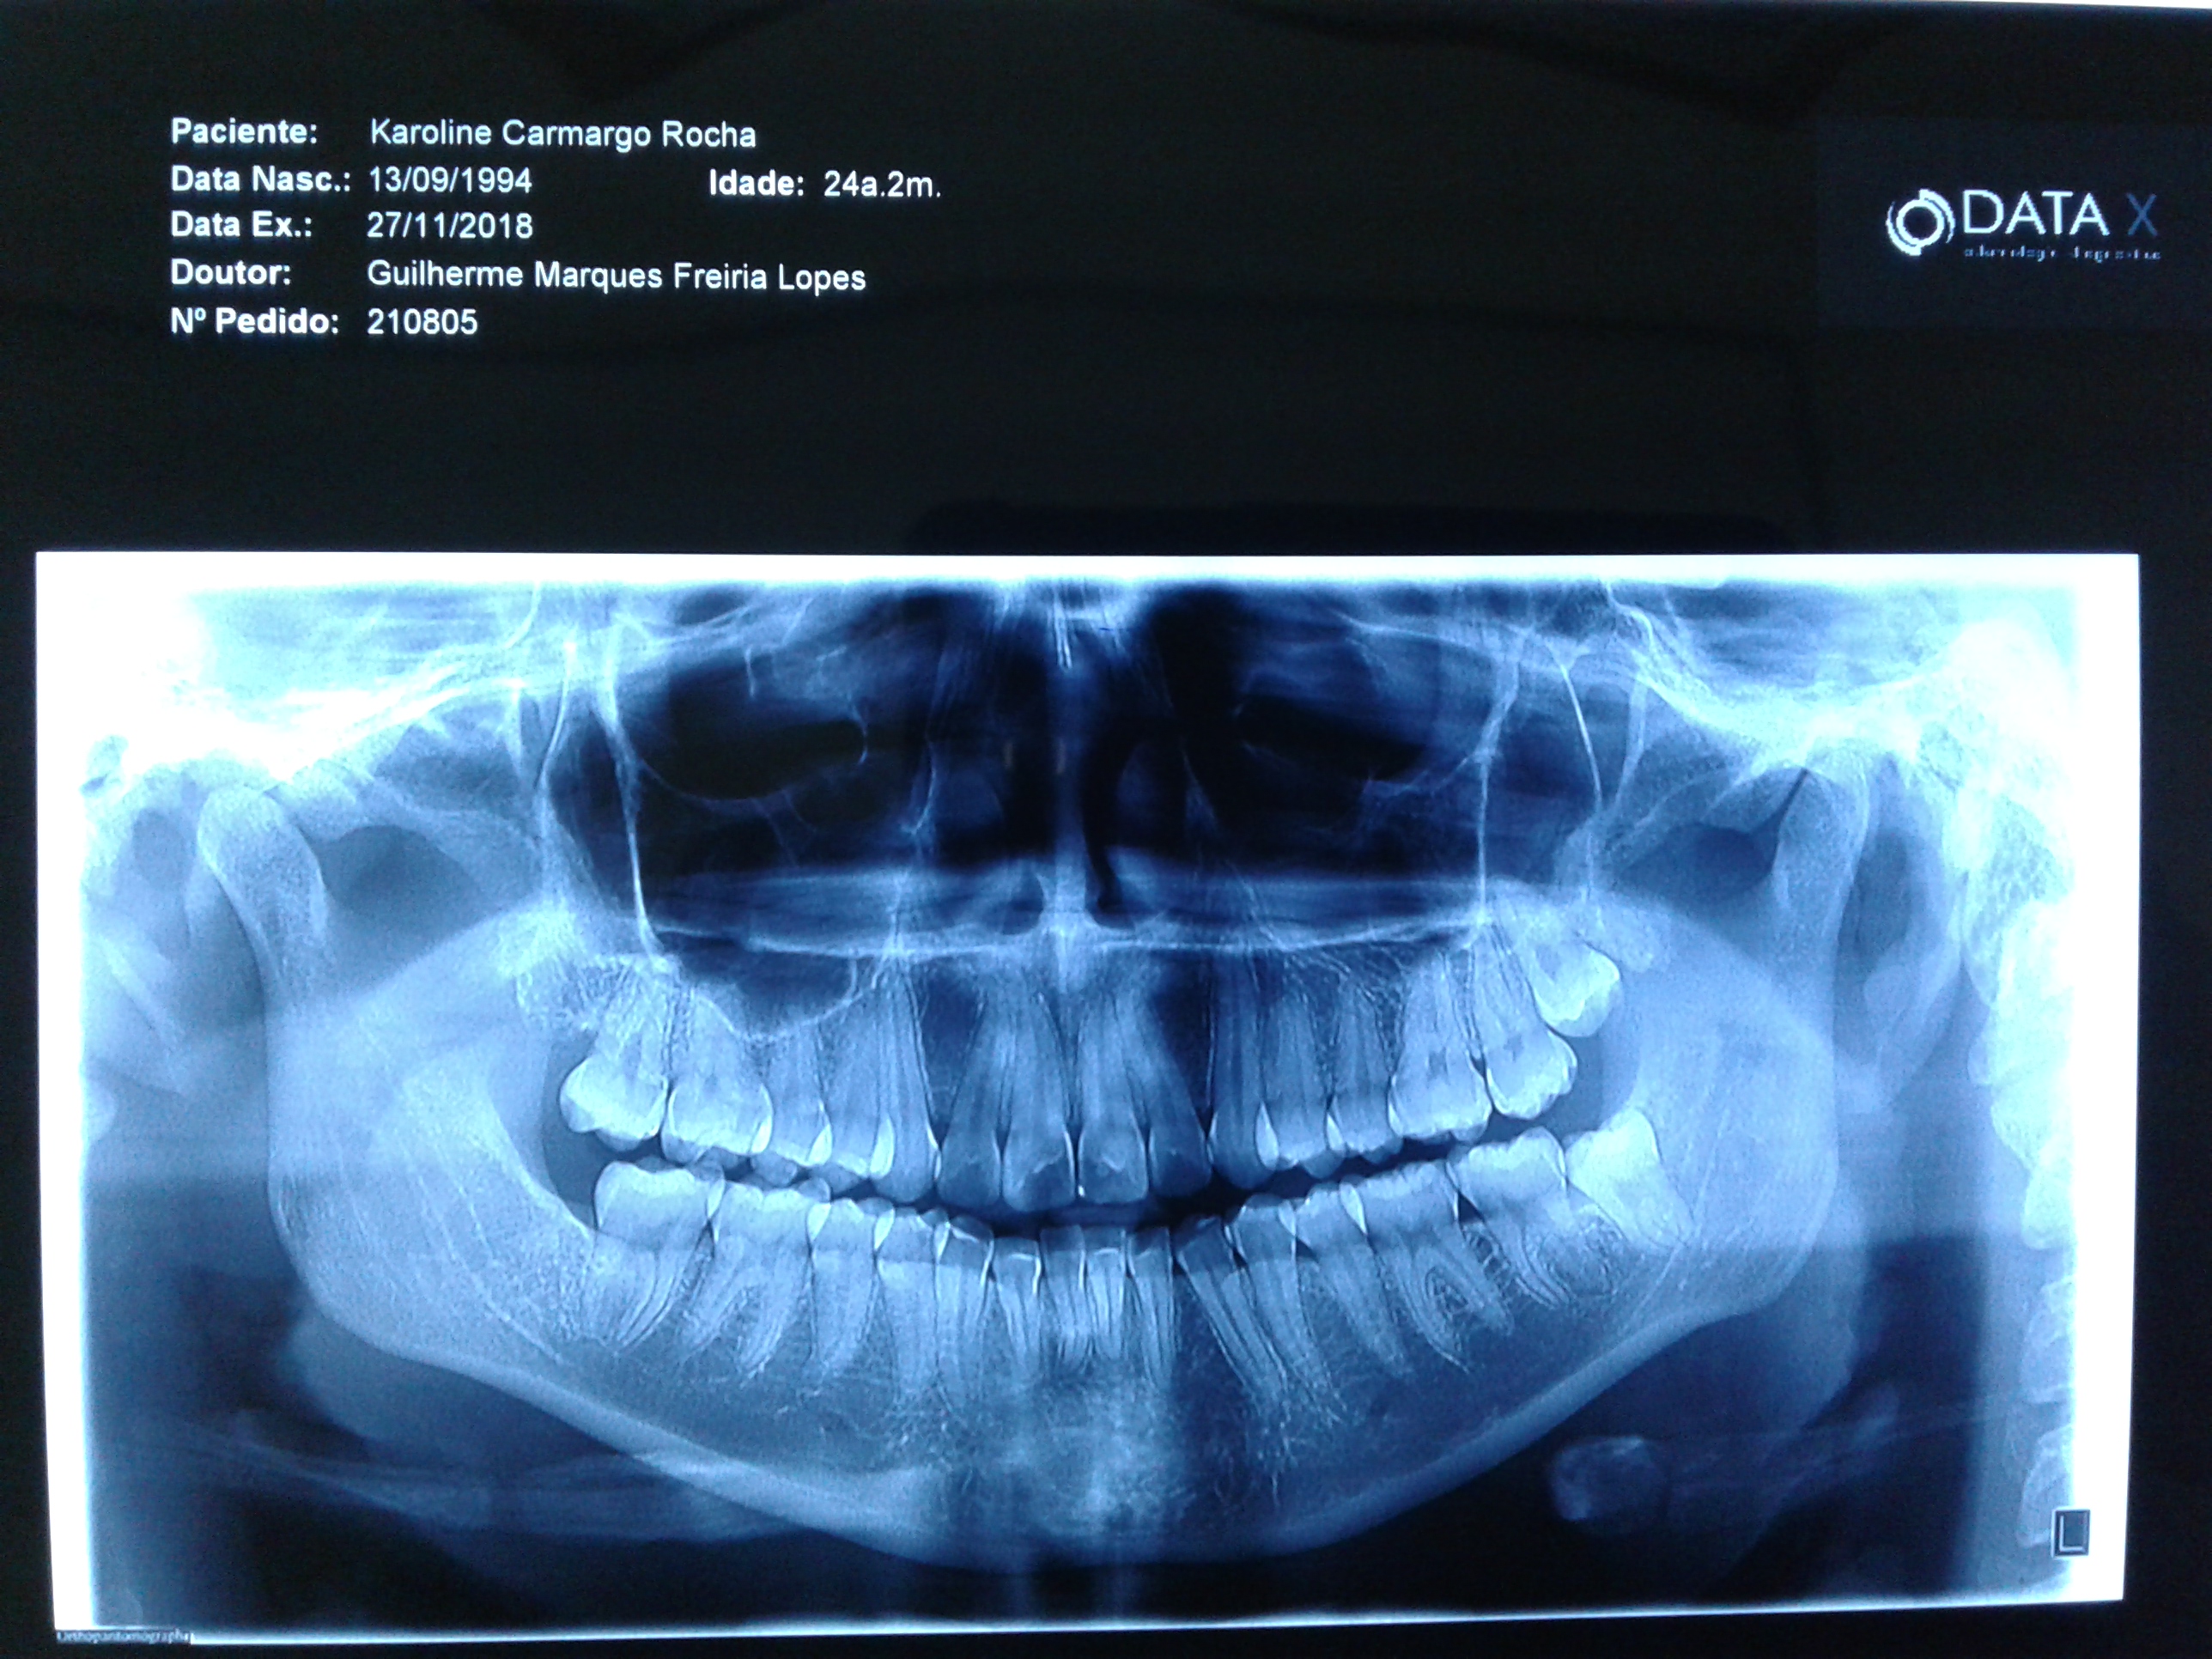 Paciente: Karoline Carmargo Rocha
Data Nasc.: 13/09/1994 Idade: 24a.2m.
Data Ex.: 27/11/2018
Doutor: Guilherme Marques Freiria Lopes
Nº Pedido: 210805
DATA X
L
Orthopantomograph